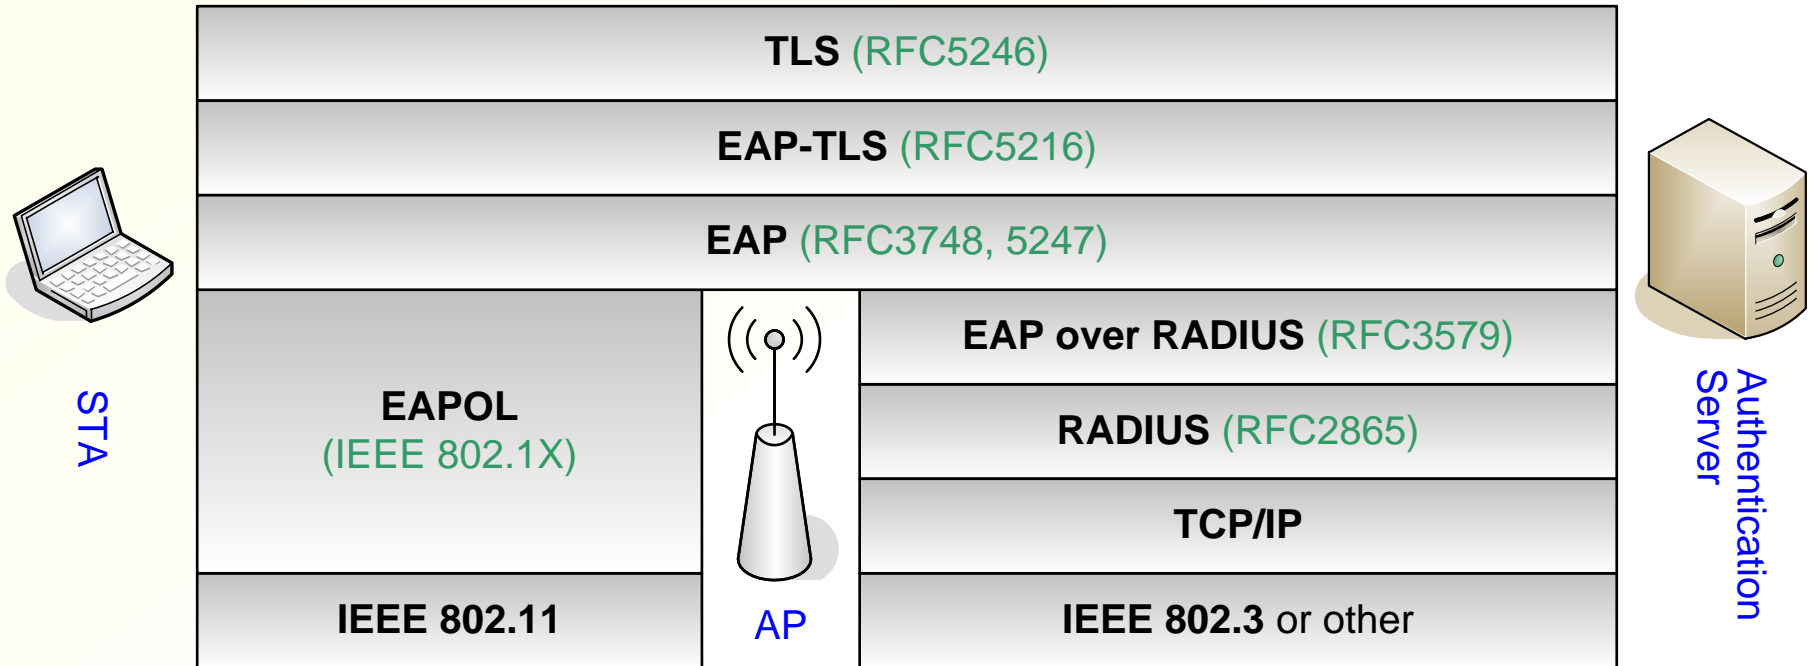 TLS (RFC5246)
EAP-TLS (RFC5216)
EAP (RFC3748, 5247)
STA
EAPOL
(IEEE 802.1X)
IEEE 802.11
AP
EAP over RADIUS (RFC3579)
RADIUS (RFC2865)
TCP/IP
IEEE 802.3 or other
Authentication
Server